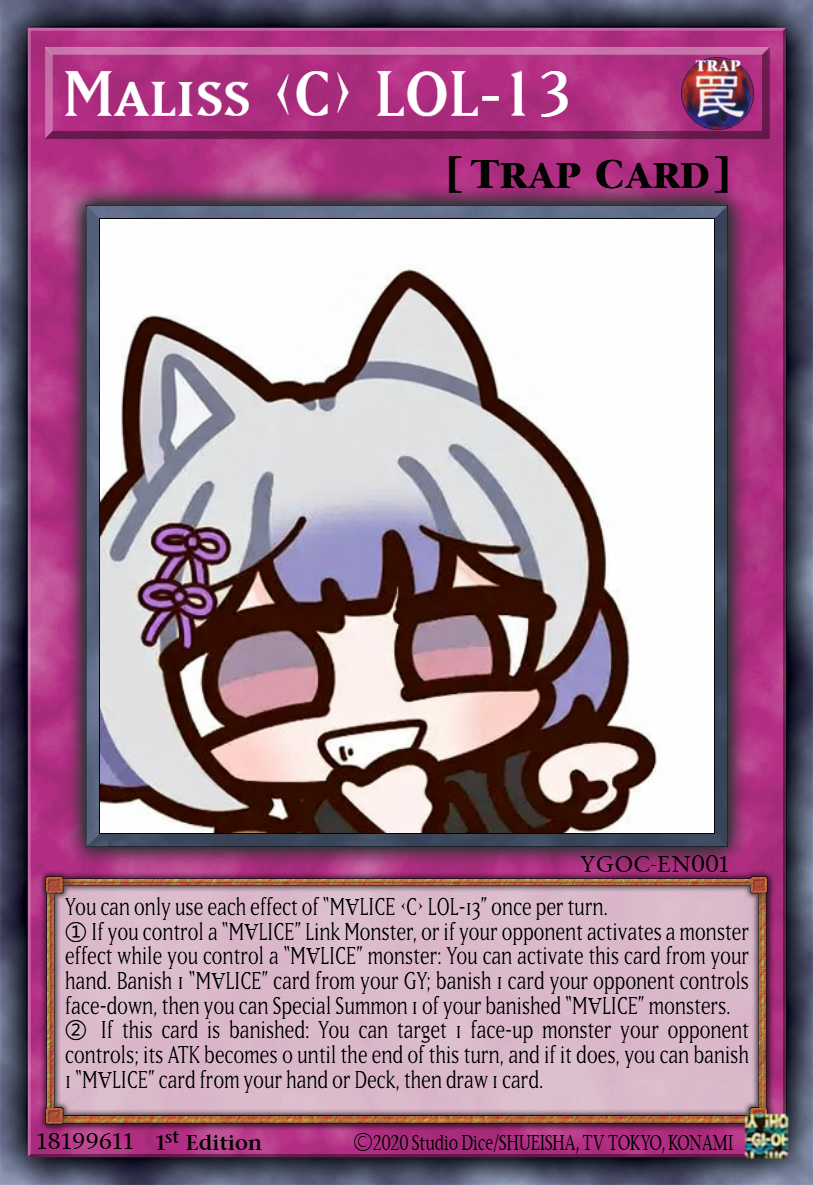 Maliss ‹C› LOL-13
TRAP
罠
[Trap Card]
YGOC-EN001
You can only use each effect of "M∀LICE ‹C› LOL-13" once per turn.
① If you control a "M∀LICE" Link Monster, or if your opponent activates a monster
effect while you control a "M∀LICE" monster: You can activate this card from your
hand. Banish 1 "M∀LICE" card from your GY; banish 1 card your opponent controls
face-down, then you can Special Summon 1 of your banished "M∀LICE" monsters.
② If this card is banished: You can target 1 face-up monster your opponent
controls; its ATK becomes 0 until the end of this turn, and if it does, you can banish
1 "M∀LICE" card from your hand or Deck, then draw 1 card.
18199611 1st Edition ©2020 Studio Dice/SHUEISHA, TV TOKYO, KONAMI